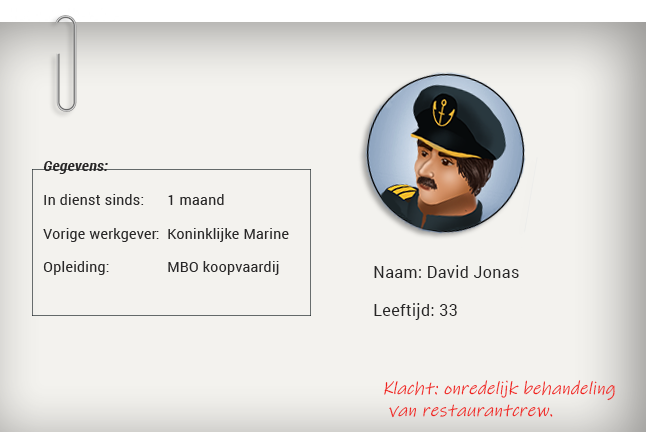 Gegevens:
In dienst sinds: 1 maand
Vorige werkgever: Koninklijke Marine
Opleiding: MBO koopvaardij
Naam: David Jonas
Leeftijd: 33
Klacht: onredelijk behandeling
van restaurantcrew.